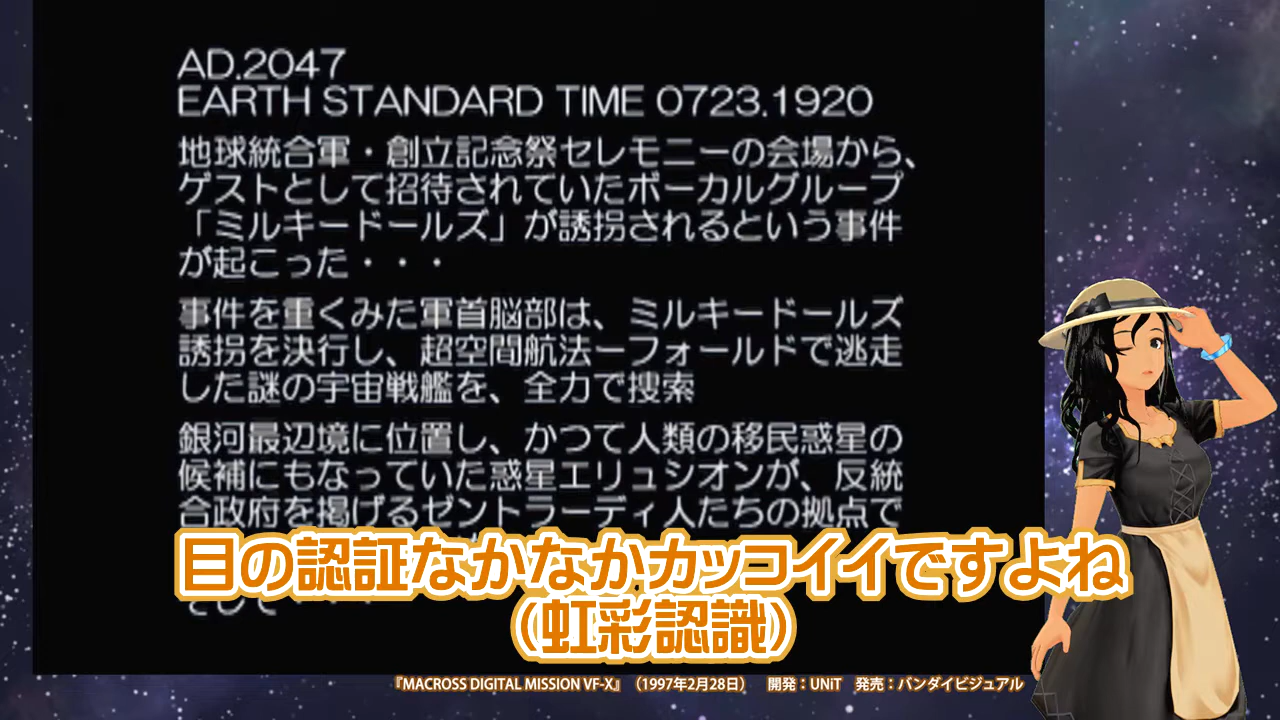 AD.2047
EARTH STANDARD TIME 0723.1920
地球統合軍・創立記念祭セレモニーの会場から、
ゲストとして招待されていたボーカルグループ
「ミルキードールズ」が誘拐されるという事件
が起こった・・・
事件を重くみた軍首脳部は、ミルキードールズ
誘拐を決行し、超空間航法ーフォールドで逃走
した謎の宇宙戦艦を、全力で捜索
銀河最辺境に位置し、かつて人類の移民惑星の
候補にもなっていた惑星エリュシオンが、反統
合政府を掲げるゼントラーディ人たちの拠点で
目の認証なかなかカッコイイですよね
（虹彩認識）
そして・・・
『MACROSS DIGITAL MISSION VF-X』（1997年2月28日）　開発：UNiT　発売：バンダイビジュアル